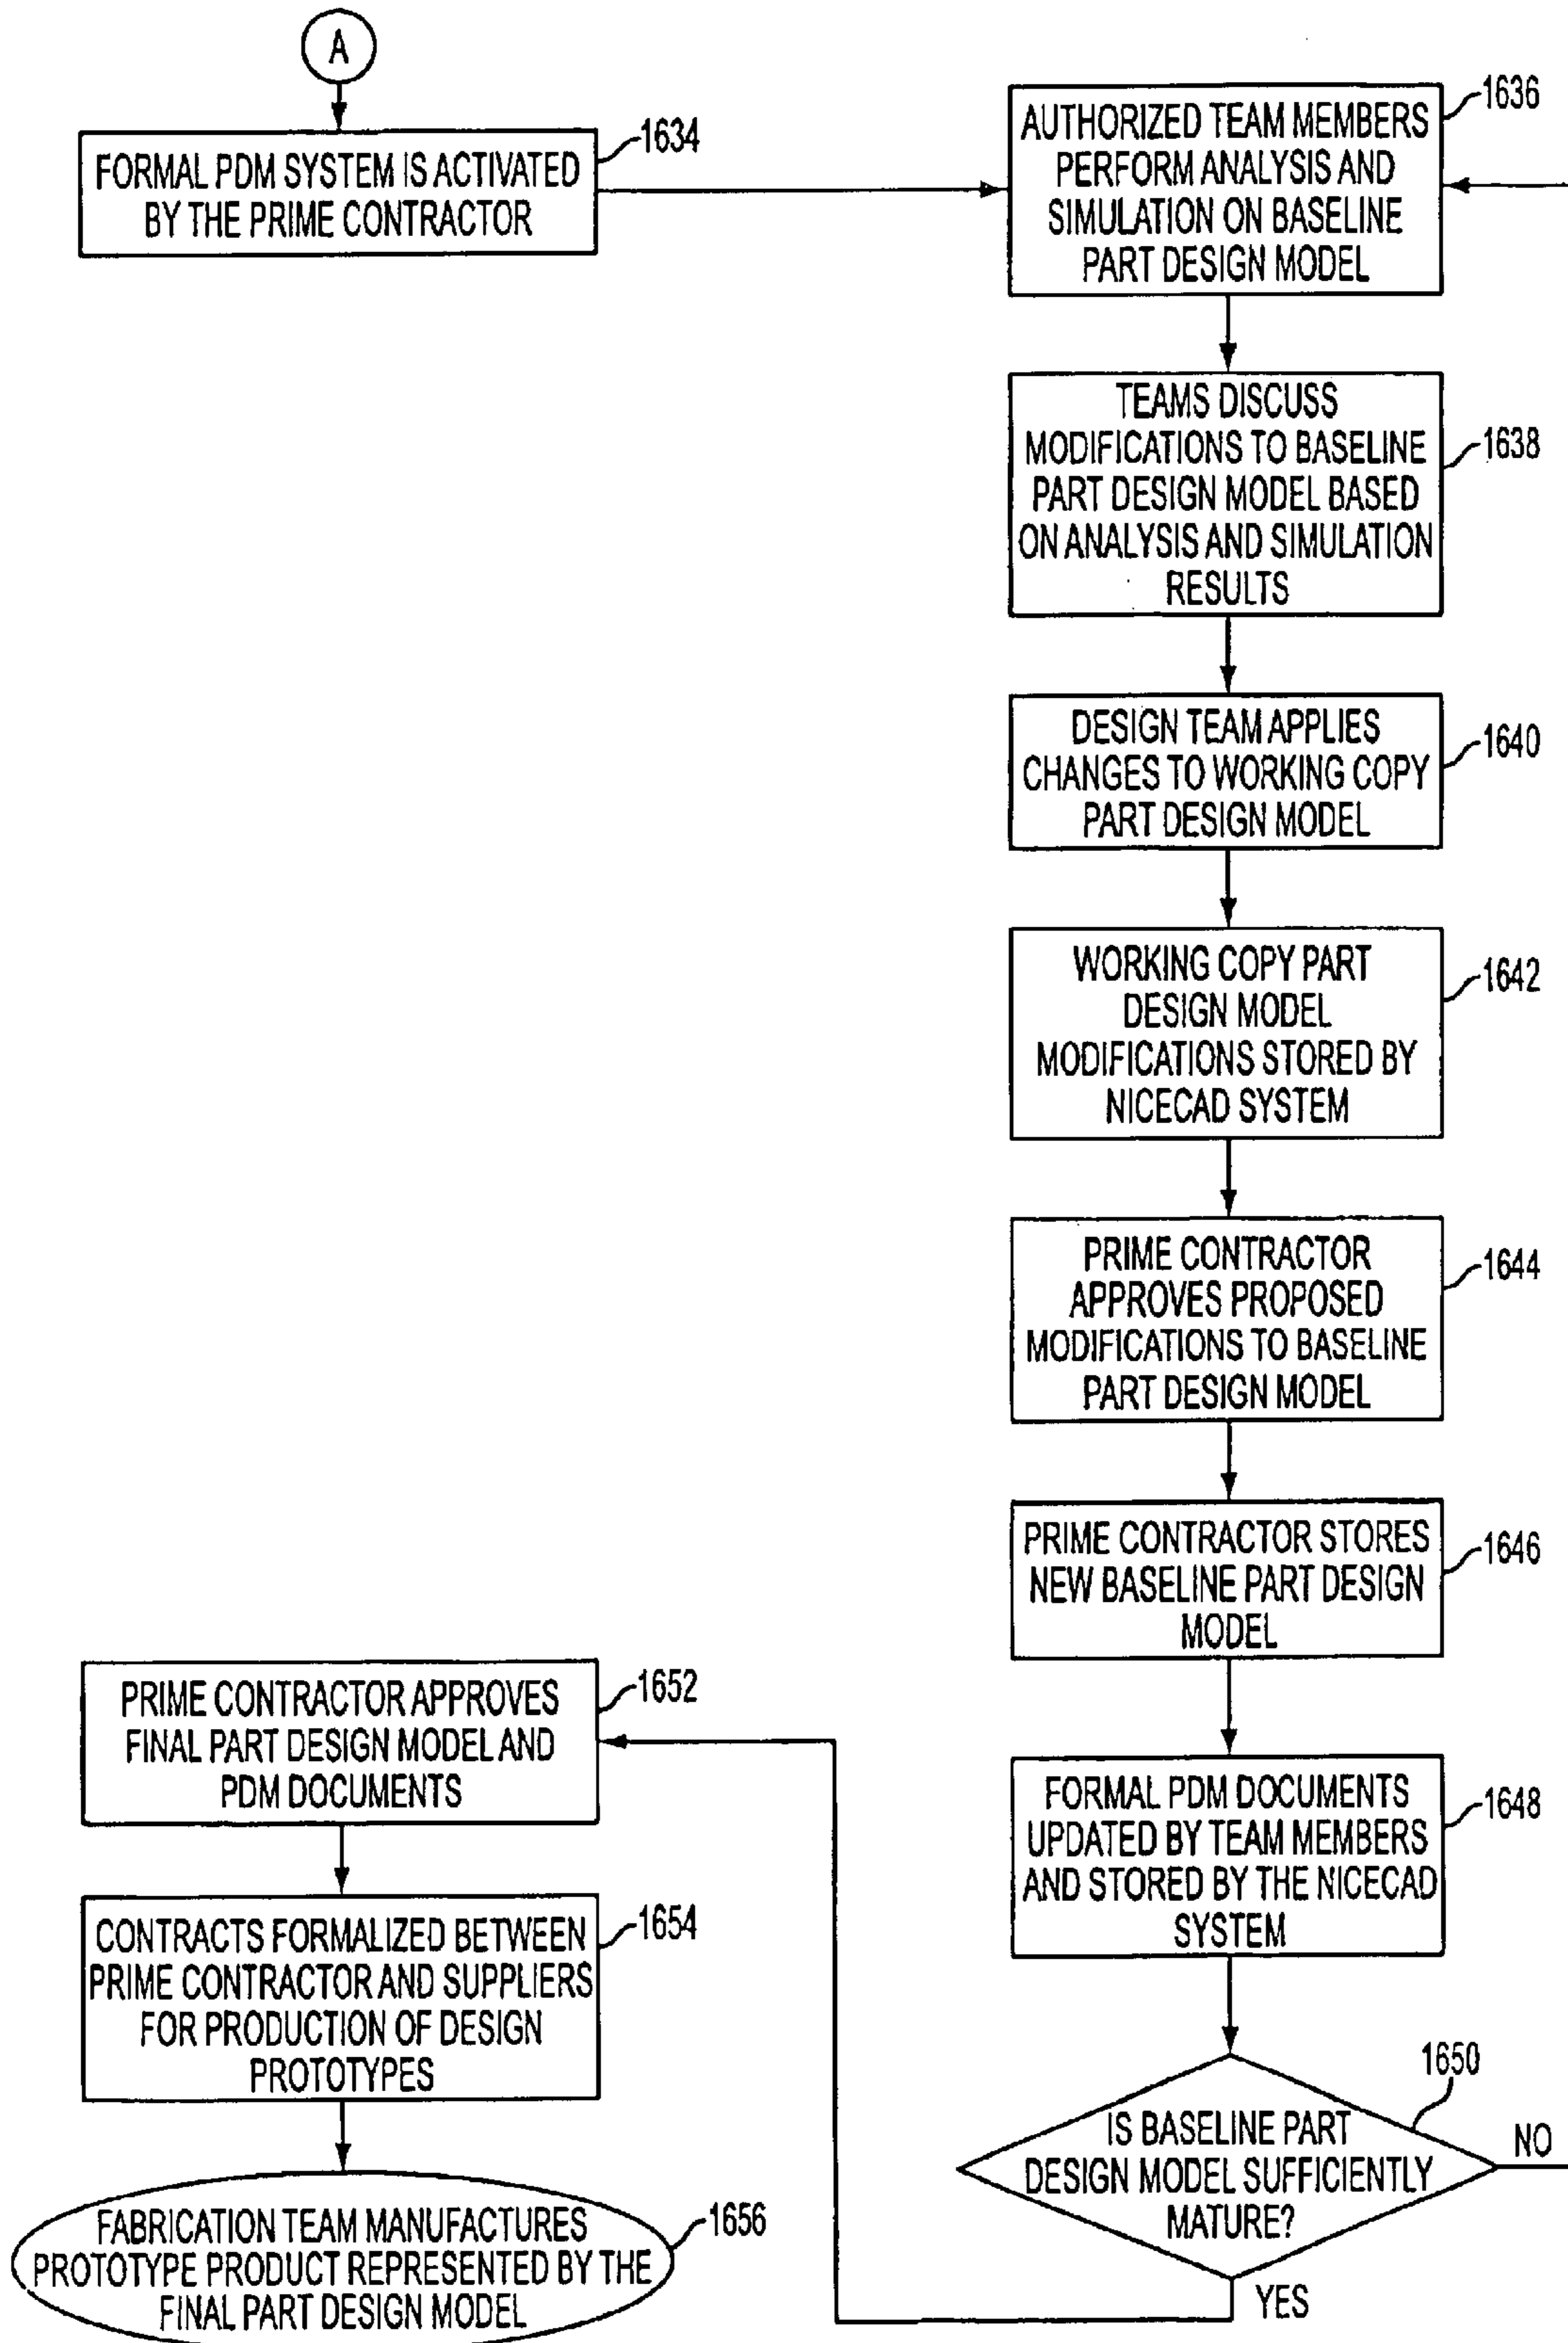 A
FORMAL PDM SYSTEM IS ACTIVATED
BY THE PRIME CONTRACTOR
1634
AUTHORIZED TEAM MEMBERS
PERFORM ANALYSIS AND
SIMULATION ON BASELINE
PART DESIGN MODEL
1636
TEAMS DISCUSS
MODIFICATIONS TO BASELINE
PART DESIGN MODEL BASED
ON ANALYSIS AND SIMULATION
RESULTS
1638
DESIGN TEAM APPLIES
CHANGES TO WORKING COPY
PART DESIGN MODEL
1640
WORKING COPY PART
DESIGN MODEL
MODIFICATIONS STORED BY
NICECAD SYSTEM
1642
PRIME CONTRACTOR
APPROVES PROPOSED
MODIFICATIONS TO BASELINE
PART DESIGN MODEL
1644
PRIME CONTRACTOR STORES
NEW BASELINE PART DESIGN
MODEL
1646
FORMAL PDM DOCUMENTS
UPDATED BY TEAM MEMBERS
AND STORED BY THE NICECAD
SYSTEM
1648
IS BASELINE PART
DESIGN MODEL SUFFICIENTLY
MATURE?
1650
NO
YES
PRIME CONTRACTOR APPROVES
FINAL PART DESIGN MODEL AND
PDM DOCUMENTS
1652
CONTRACTS FORMALIZED BETWEEN
PRIME CONTRACTOR AND SUPPLIERS
FOR PRODUCTION OF DESIGN
PROTOTYPES
1654
FABRICATION TEAM MANUFACTURES
PROTOTYPE PRODUCT REPRESENTED BY THE
FINAL PART DESIGN MODEL
1656